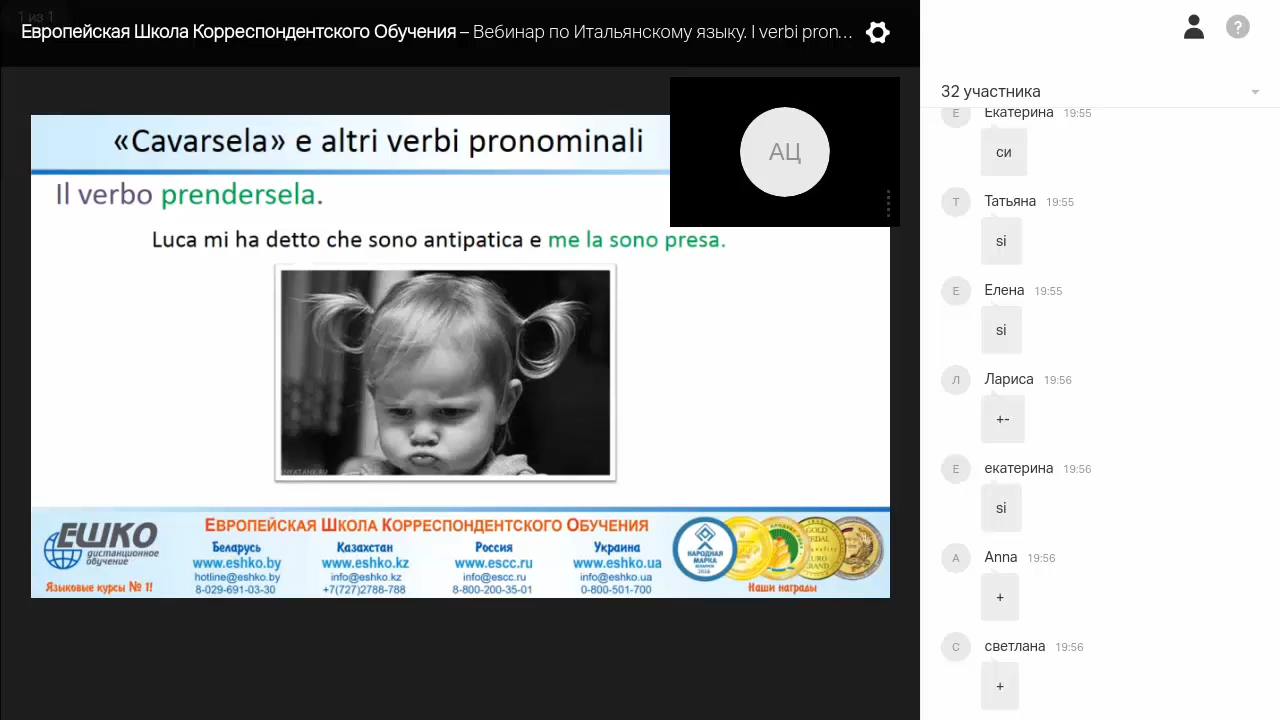 1 из 1
Европейская Школа Корреспондентского Обучения – Вебинар по Итальянскому языку. I verbi pron...
«Cavarsela» e altri verbi pronominali
АЦ
Il verbo prendersela.
Luca mi ha detto che sono antipatica e me la sono presa.
ЕШКО
дистанционное
обучение
Языковые курсы № 1!
ЕВРОПЕЙСКАЯ ШКОЛА КОРРЕСПОНДЕНТСКОГО ОБУЧЕНИЯ
Беларусь
www.eshko.by
hotline@eshko.by
8-029-691-03-30
Казахстан
www.eshko.kz
info@eshko.kz
+7(727)2788-788
Россия
www.escc.ru
info@escc.ru
8-800-200-35-01
Украина
www.eshko.ua
info@eshko.ua
0-800-501-700
НАРОДНАЯ
МАРКА
Наши награды
?
32 участника
Е Екатерина 19:55
си
Т Татьяна 19:55
si
Е Елена 19:55
si
Л Лариса 19:56
+-
Е екатерина 19:56
si
A Anna 19:56
+
С светлана 19:56
+